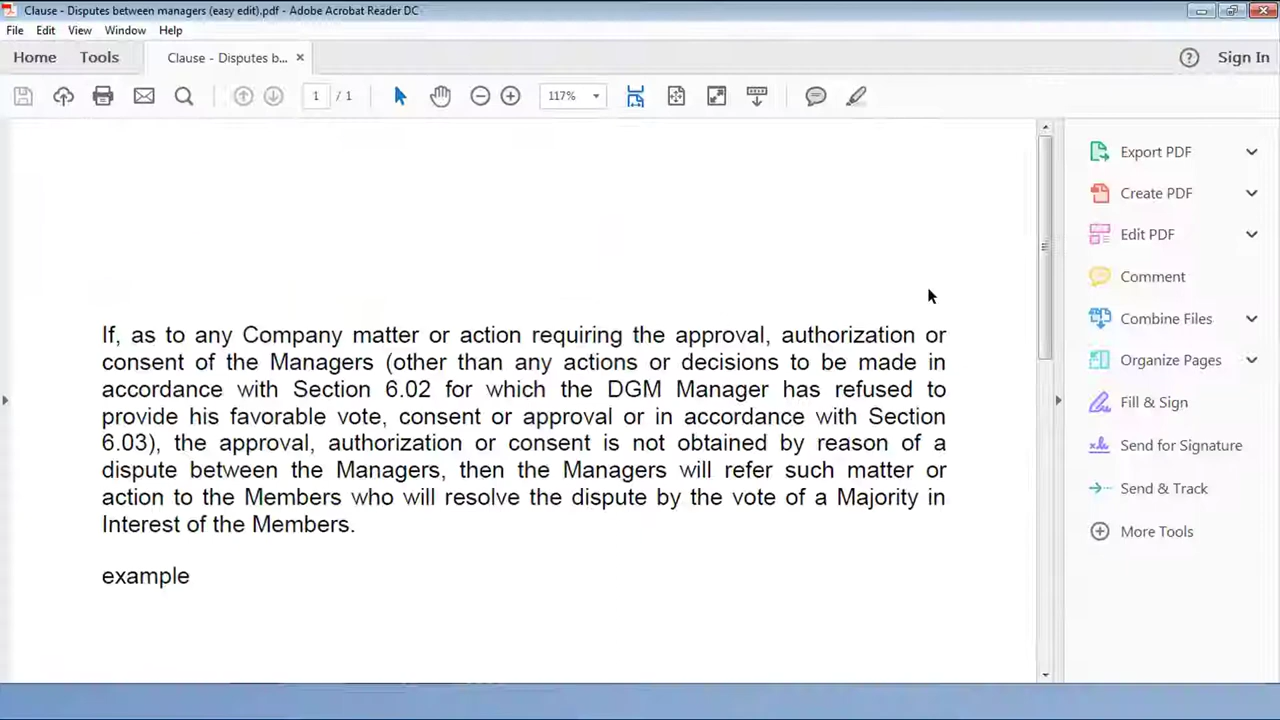 Clause - Disputes between managers (easy edit).pdf - Adobe Acrobat Reader DC
File Edit View Window Help
Home Tools Clause - Disputes b... × Sign In
1 / 1 117%
Export PDF
Create PDF
Edit PDF
Comment
Combine Files
Organize Pages
Fill & Sign
Send for Signature
Send & Track
More Tools
If, as to any Company matter or action requiring the approval, authorization or
consent of the Managers (other than any actions or decisions to be made in
accordance with Section 6.02 for which the DGM Manager has refused to
provide his favorable vote, consent or approval or in accordance with Section
6.03), the approval, authorization or consent is not obtained by reason of a
dispute between the Managers, then the Managers will refer such matter or
action to the Members who will resolve the dispute by the vote of a Majority in
Interest of the Members.
example